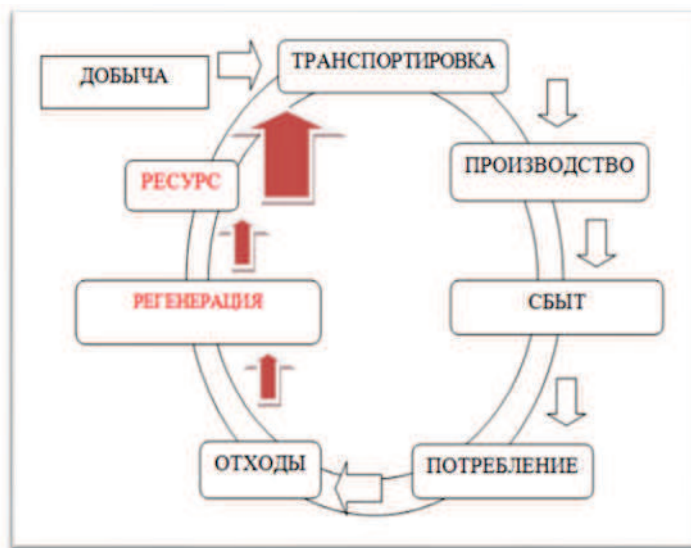 ДОБЫЧА
ТРАНСПОРТИРОВКА
ПРОИЗВОДСТВО
СБЫТ
ПОТРЕБЛЕНИЕ
ОТХОДЫ
РЕГЕНЕРАЦИЯ
РЕСУРС